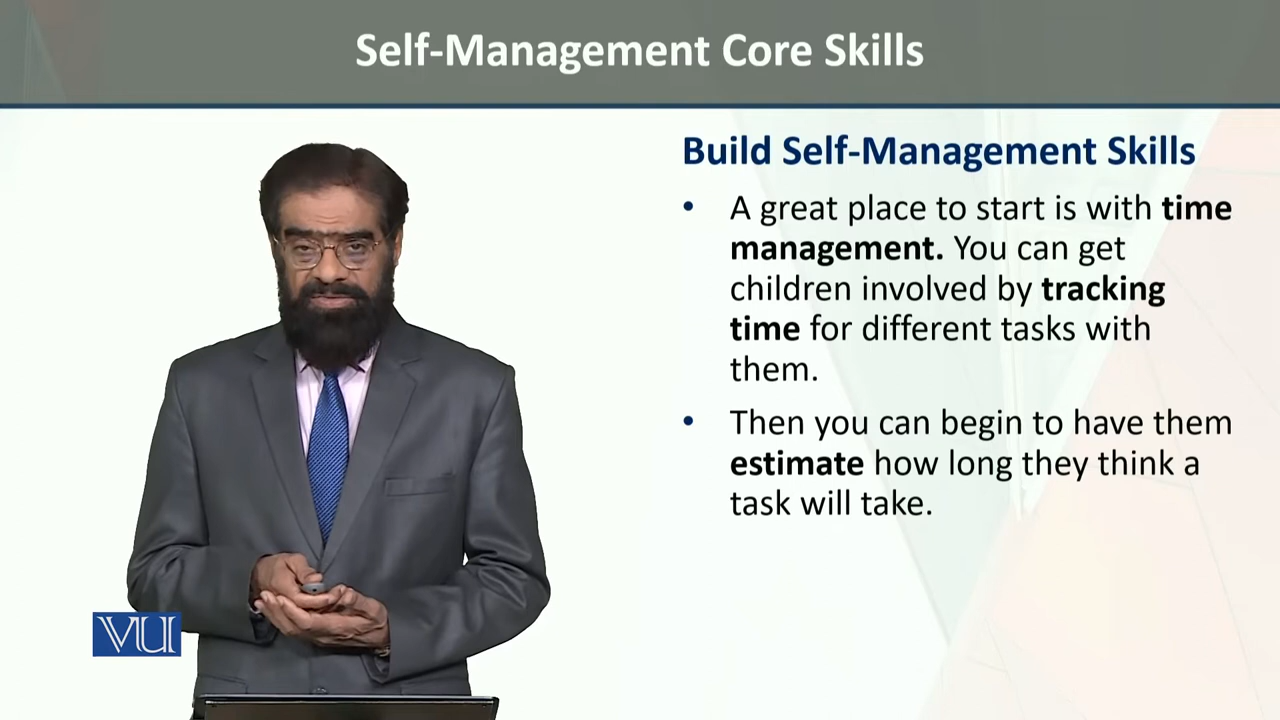 Self-Management Core Skills
Build Self-Management Skills
• A great place to start is with time
management. You can get
children involved by tracking
time for different tasks with
them.
• Then you can begin to have them
estimate how long they think a
task will take.
VU